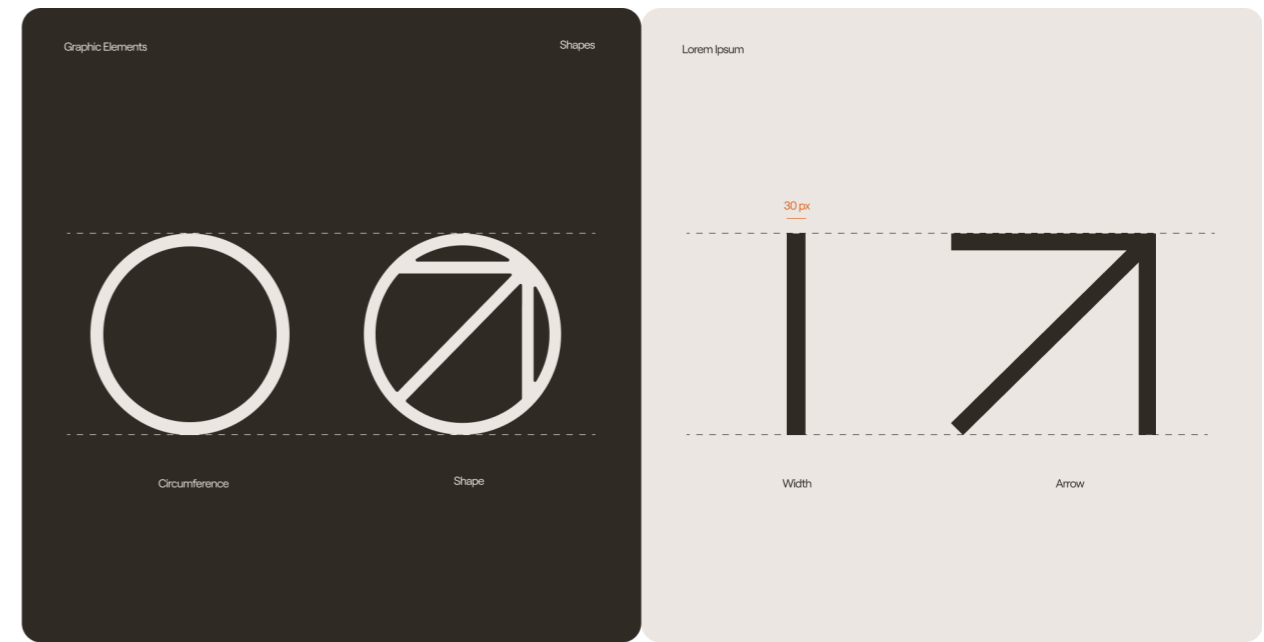 Graphic Elements
Shapes
Circumference
Shape
Lorem Ipsum
30 px
Width
Arrow